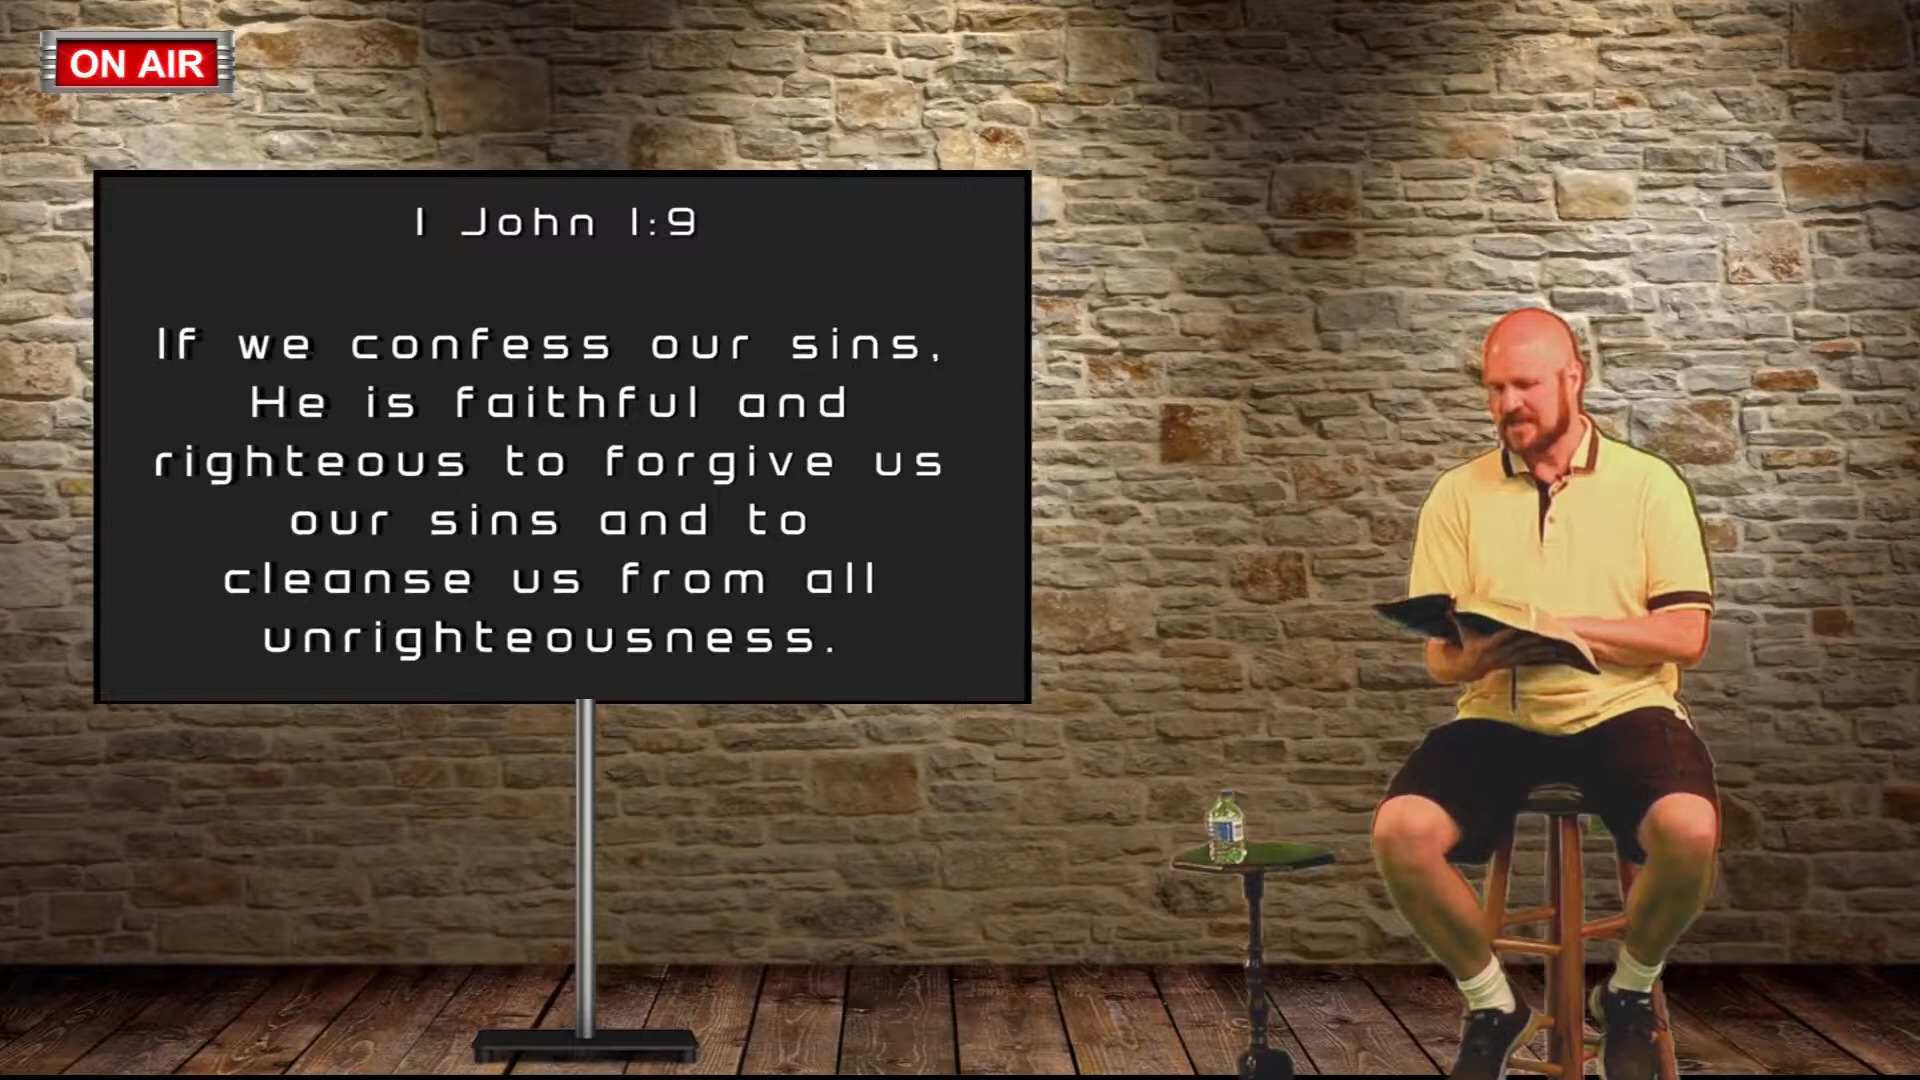 ON AIR
1 John 1:9
If we confess our sins,
He is faithful and
righteous to forgive us
our sins and to
cleanse us from all
unrighteousness.